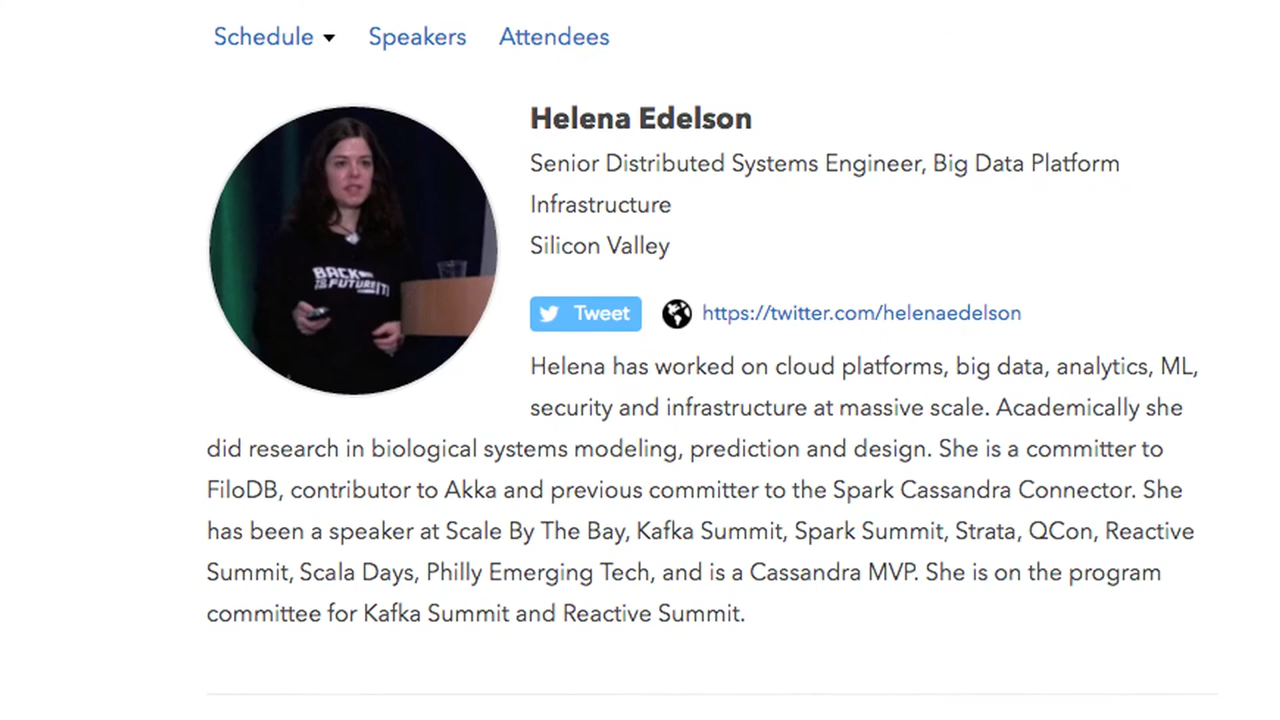 Schedule Speakers Attendees
Helena Edelson
Senior Distributed Systems Engineer, Big Data Platform
Infrastructure
Silicon Valley
BACK
TO FUTURE
Tweet https://twitter.com/helenaedelson
Helena has worked on cloud platforms, big data, analytics, ML,
security and infrastructure at massive scale. Academically she
did research in biological systems modeling, prediction and design. She is a committer to
FiloDB, contributor to Akka and previous committer to the Spark Cassandra Connector. She
has been a speaker at Scale By The Bay, Kafka Summit, Spark Summit, Strata, QCon, Reactive
Summit, Scala Days, Philly Emerging Tech, and is a Cassandra MVP. She is on the program
committee for Kafka Summit and Reactive Summit.